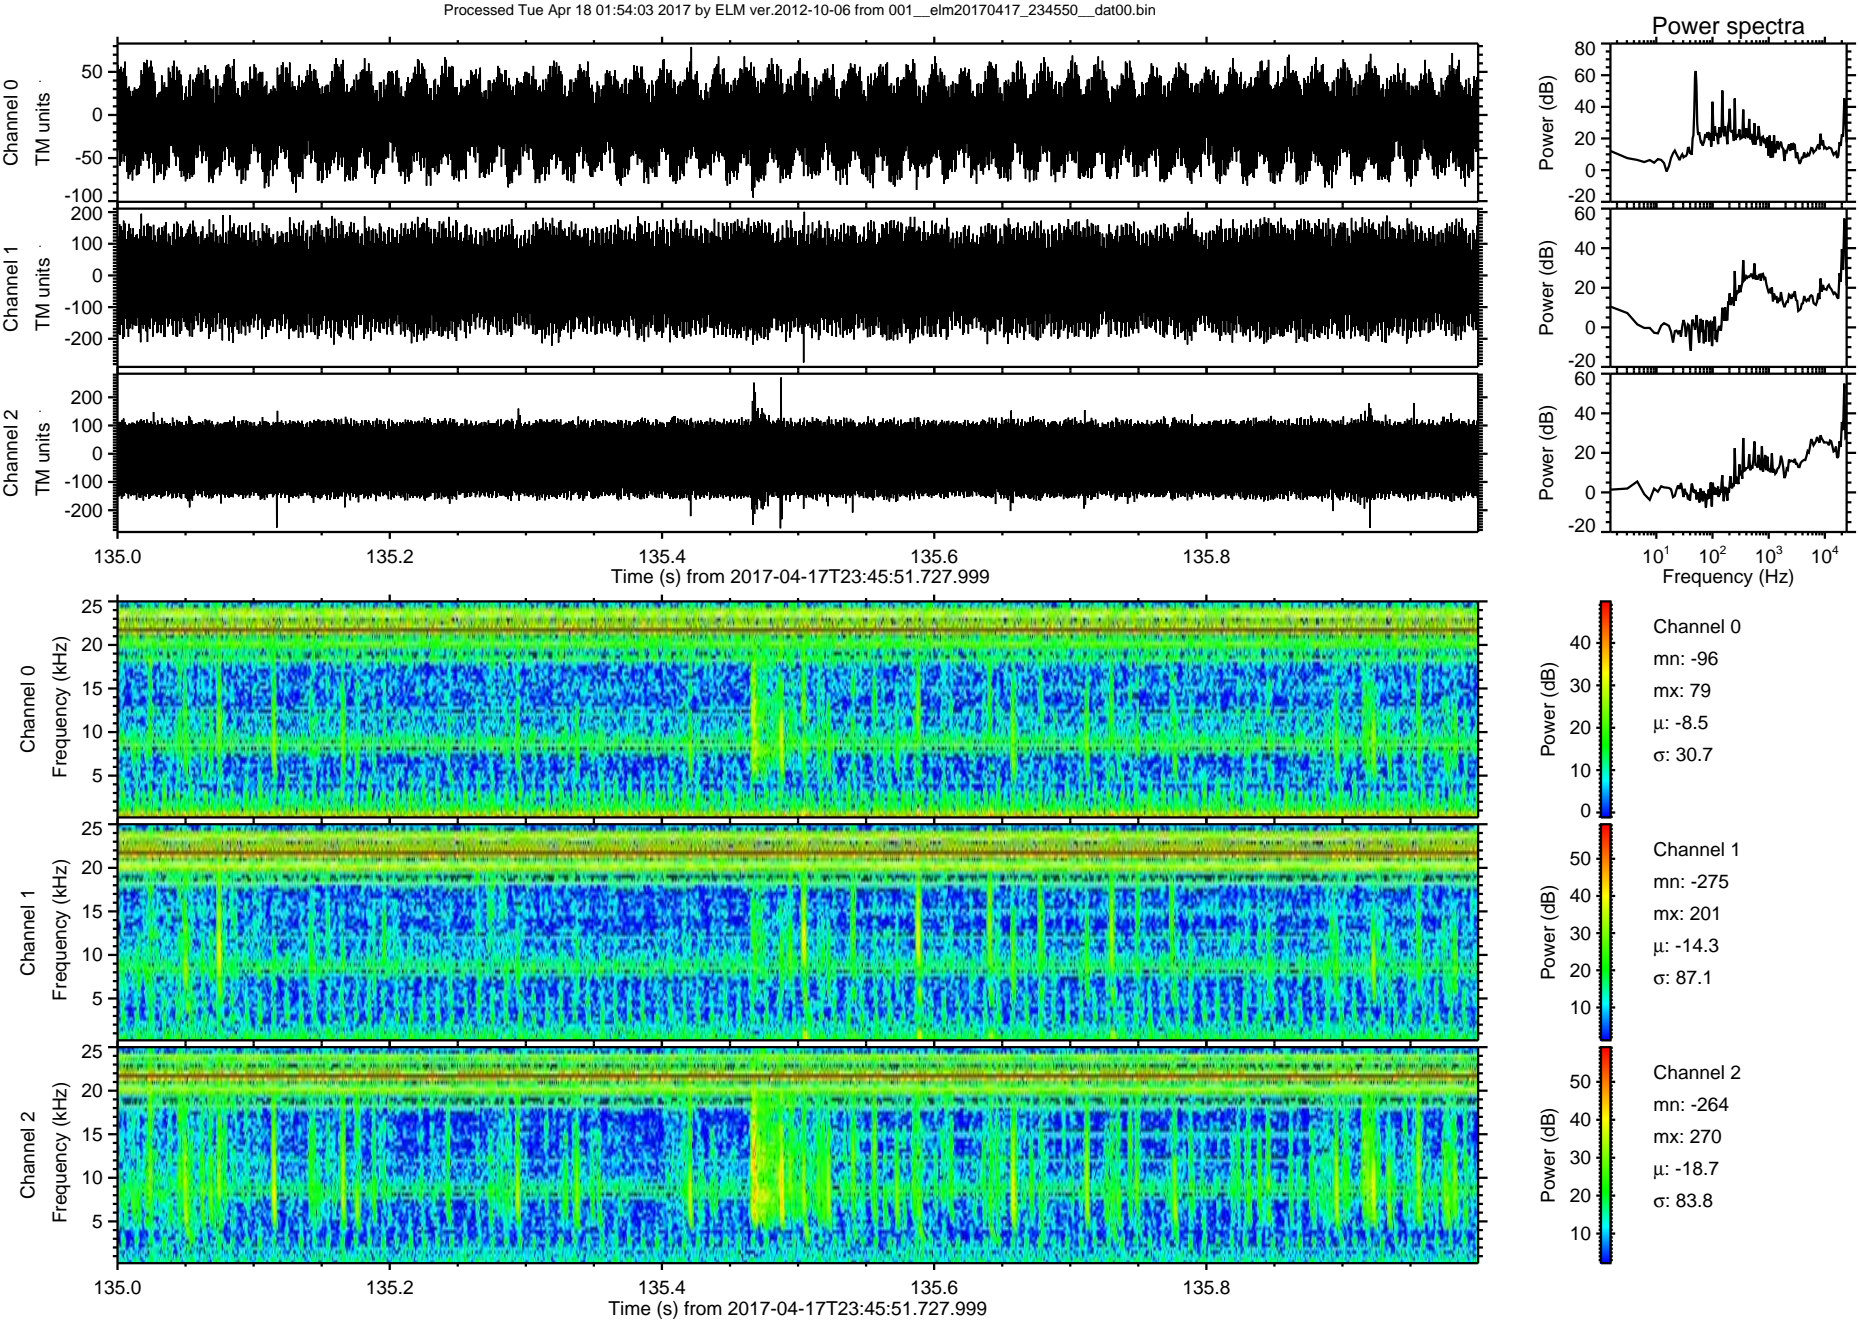 Processed Tue Apr 18 01:54:03 2017 by ELM ver.2012-10-06 from 001__elm20170417_234550__dat00.bin
Power spectra
Channel 0
TM units
50
0
-50
-100
Power (dB)
80
60
40
20
0
-20
Channel 1
TM units
200
100
0
-100
-200
Power (dB)
60
40
20
0
-20
Channel 2
TM units
200
100
0
-100
-200
Power (dB)
60
40
20
0
-20
135.0 135.2 135.4 135.6 135.8
Time (s) from 2017-04-17T23:45:51.727.999
10^1 10^2 10^3 10^4
Frequency (Hz)
Channel 0
Frequency (kHz)
25
20
15
10
5
Power (dB)
40
30
20
10
0
Channel 0
mn: -96
mx: 79
µ: -8.5
σ: 30.7
Channel 1
Frequency (kHz)
25
20
15
10
5
Power (dB)
50
40
30
20
10
Channel 1
mn: -275
mx: 201
µ: -14.3
σ: 87.1
Channel 2
Frequency (kHz)
25
20
15
10
5
Power (dB)
50
40
30
20
10
Channel 2
mn: -264
mx: 270
µ: -18.7
σ: 83.8
135.0 135.2 135.4 135.6 135.8
Time (s) from 2017-04-17T23:45:51.727.999